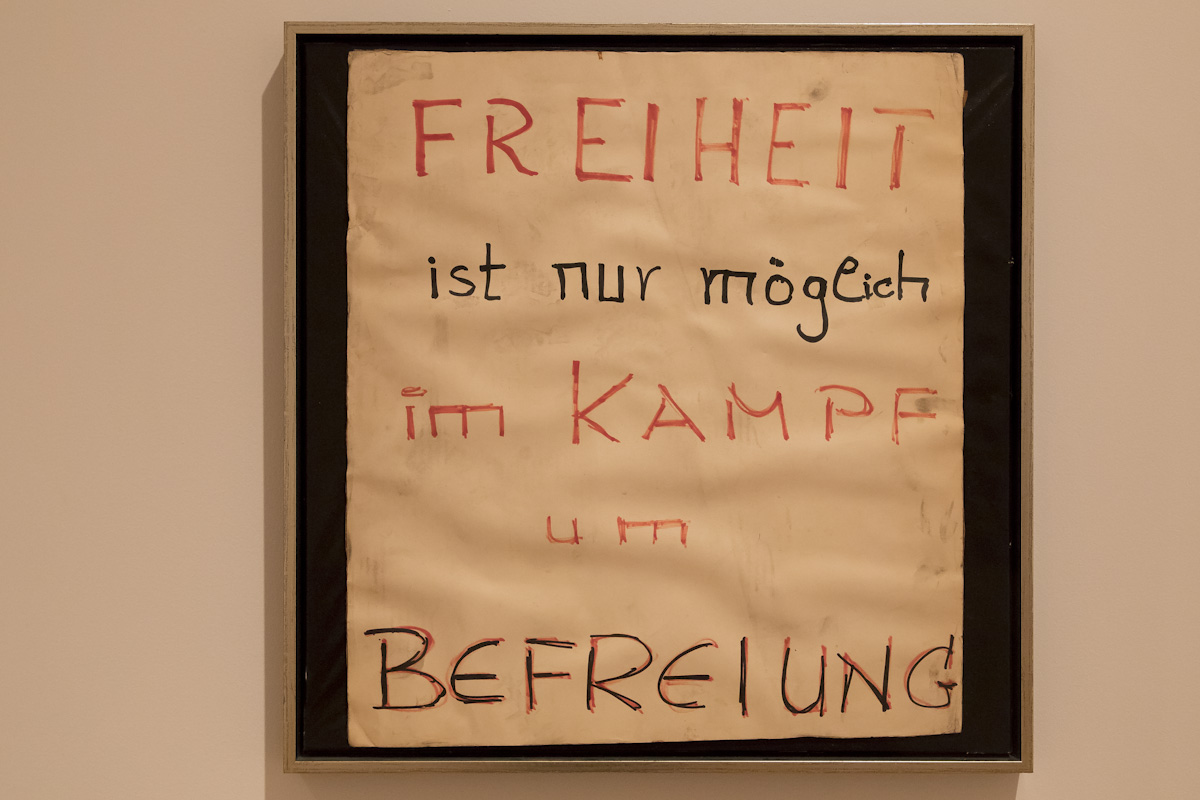 FREIHEIT
ist nur möglich
im KAMPF
um
BEFREIUNG